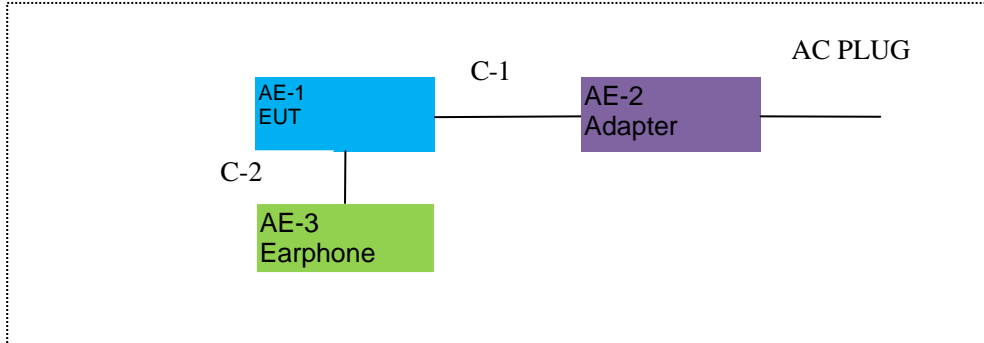 AC PLUG
C-1
AE-1
EUT
AE-2
Adapter
C-2
AE-3
Earphone